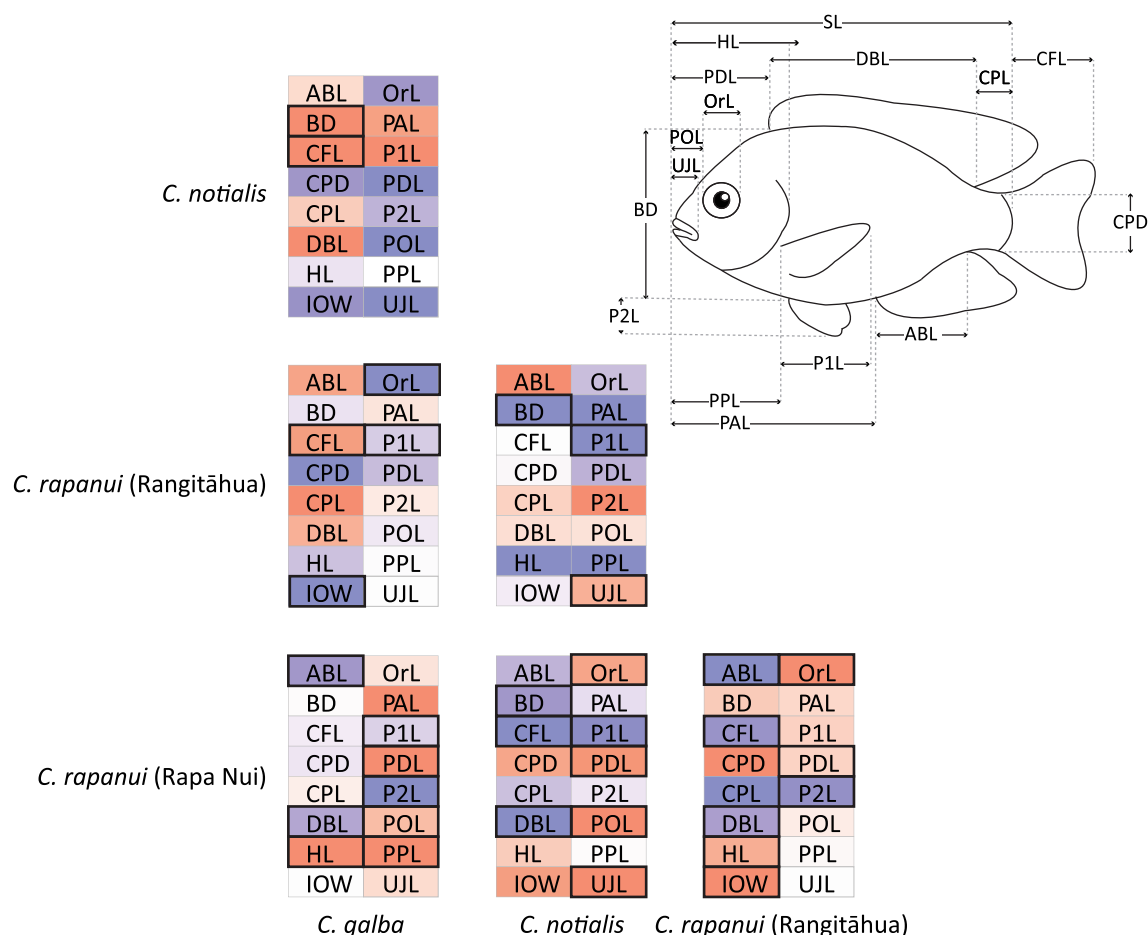 SL
HL
DBL
CFL
PDL
CPL
OrL
POL
UJL
BD
CPD
P2L
ABL
P1L
PPL
PAL
C. notialis
ABL OrL
BD PAL
CFL P1L
CPD PDL
CPL P2L
DBL POL
HL PPL
IOW UJL
C. rapanui (Rangitāhua)
ABL OrL
BD PAL
CFL P1L
CPD PDL
CPL P2L
DBL POL
HL PPL
IOW UJL
ABL OrL
BD PAL
CFL P1L
CPD PDL
CPL P2L
DBL POL
HL PPL
IOW UJL
C. rapanui (Rapa Nui)
ABL OrL
BD PAL
CFL P1L
CPD PDL
CPL P2L
DBL POL
HL PPL
IOW UJL
ABL OrL
BD PAL
CFL P1L
CPD PDL
CPL P2L
DBL POL
HL PPL
IOW UJL
ABL OrL
BD PAL
CFL P1L
CPD PDL
CPL P2L
DBL POL
HL PPL
IOW UJL
C. galba
C. notialis
C. rapanui (Rangitāhua)